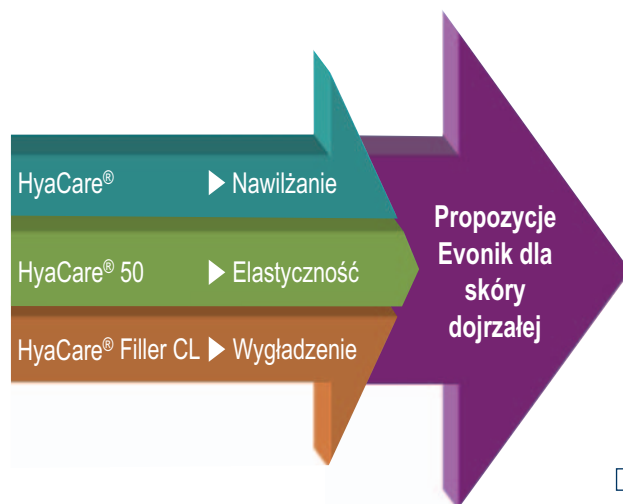 HyaCare® ▶ Nawilżanie
HyaCare® 50 ▶ Elastyczność
HyaCare® Filler CL ▶ Wygładzenie
Propozycje
Evonik dla
skóry
dojrzałej